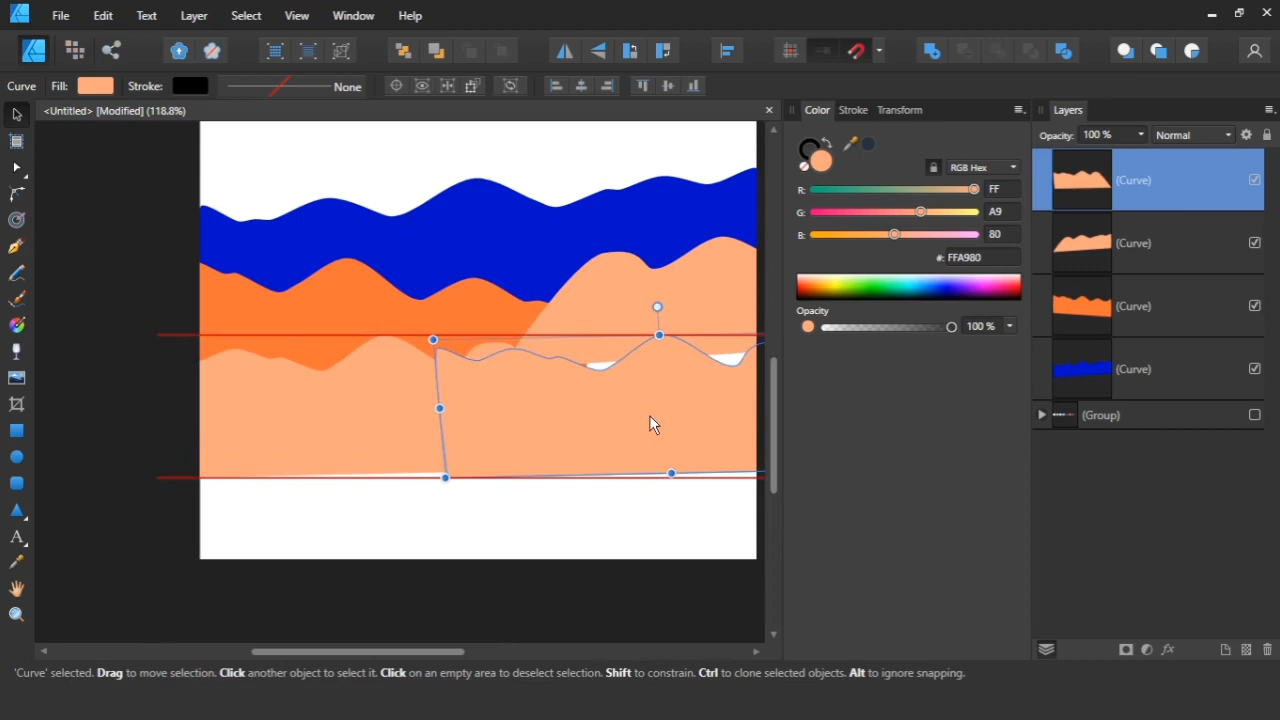 File Edit Text Layer Select View Window Help
Curve Fill: Stroke: None
<Untitled> [Modified] (118.8%)
Color Stroke Transform
Layers
Opacity: 100 % Normal
RGB Hex
R: FF
G: A9
B: 80
#: FFA980
Opacity
100 %
(Curve)
(Curve)
(Curve)
(Curve)
(Group)
A
'Curve' selected. Drag to move selection. Click another object to select it. Click on an empty area to deselect selection. Shift to constrain. Ctrl to clone selected objects. Alt to ignore snapping.